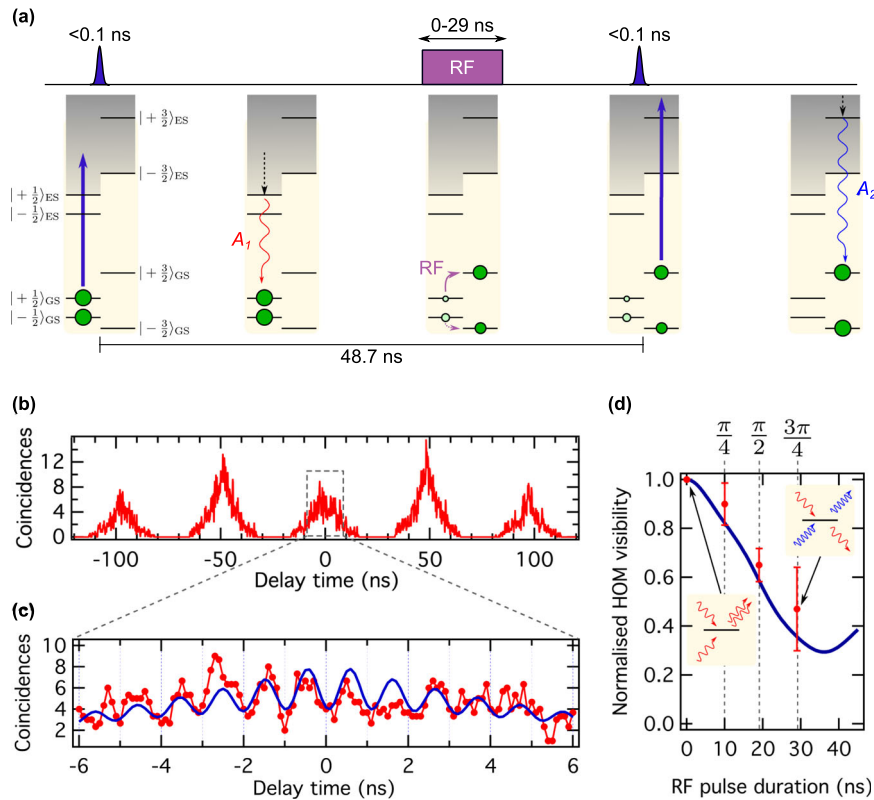 (a)
<0.1 ns
0-29 ns
<0.1 ns
RF
|+3/2⟩ES
|−3/2⟩ES
|+1/2⟩ES
|−1/2⟩ES
A1
A2
RF
|+3/2⟩GS
|+1/2⟩GS
|−1/2⟩GS
|−3/2⟩GS
48.7 ns
(b)
Coincidences
12
8
4
0
-100 -50 0 50 100
Delay time (ns)
(c)
Coincidences
10
8
6
4
2
-6 -4 -2 0 2 4 6
Delay time (ns)
(d)
π/4 π/2 3π/4
Normalised HOM visibility
1.0
0.8
0.6
0.4
0.2
0.0
0 10 20 30 40
RF pulse duration (ns)